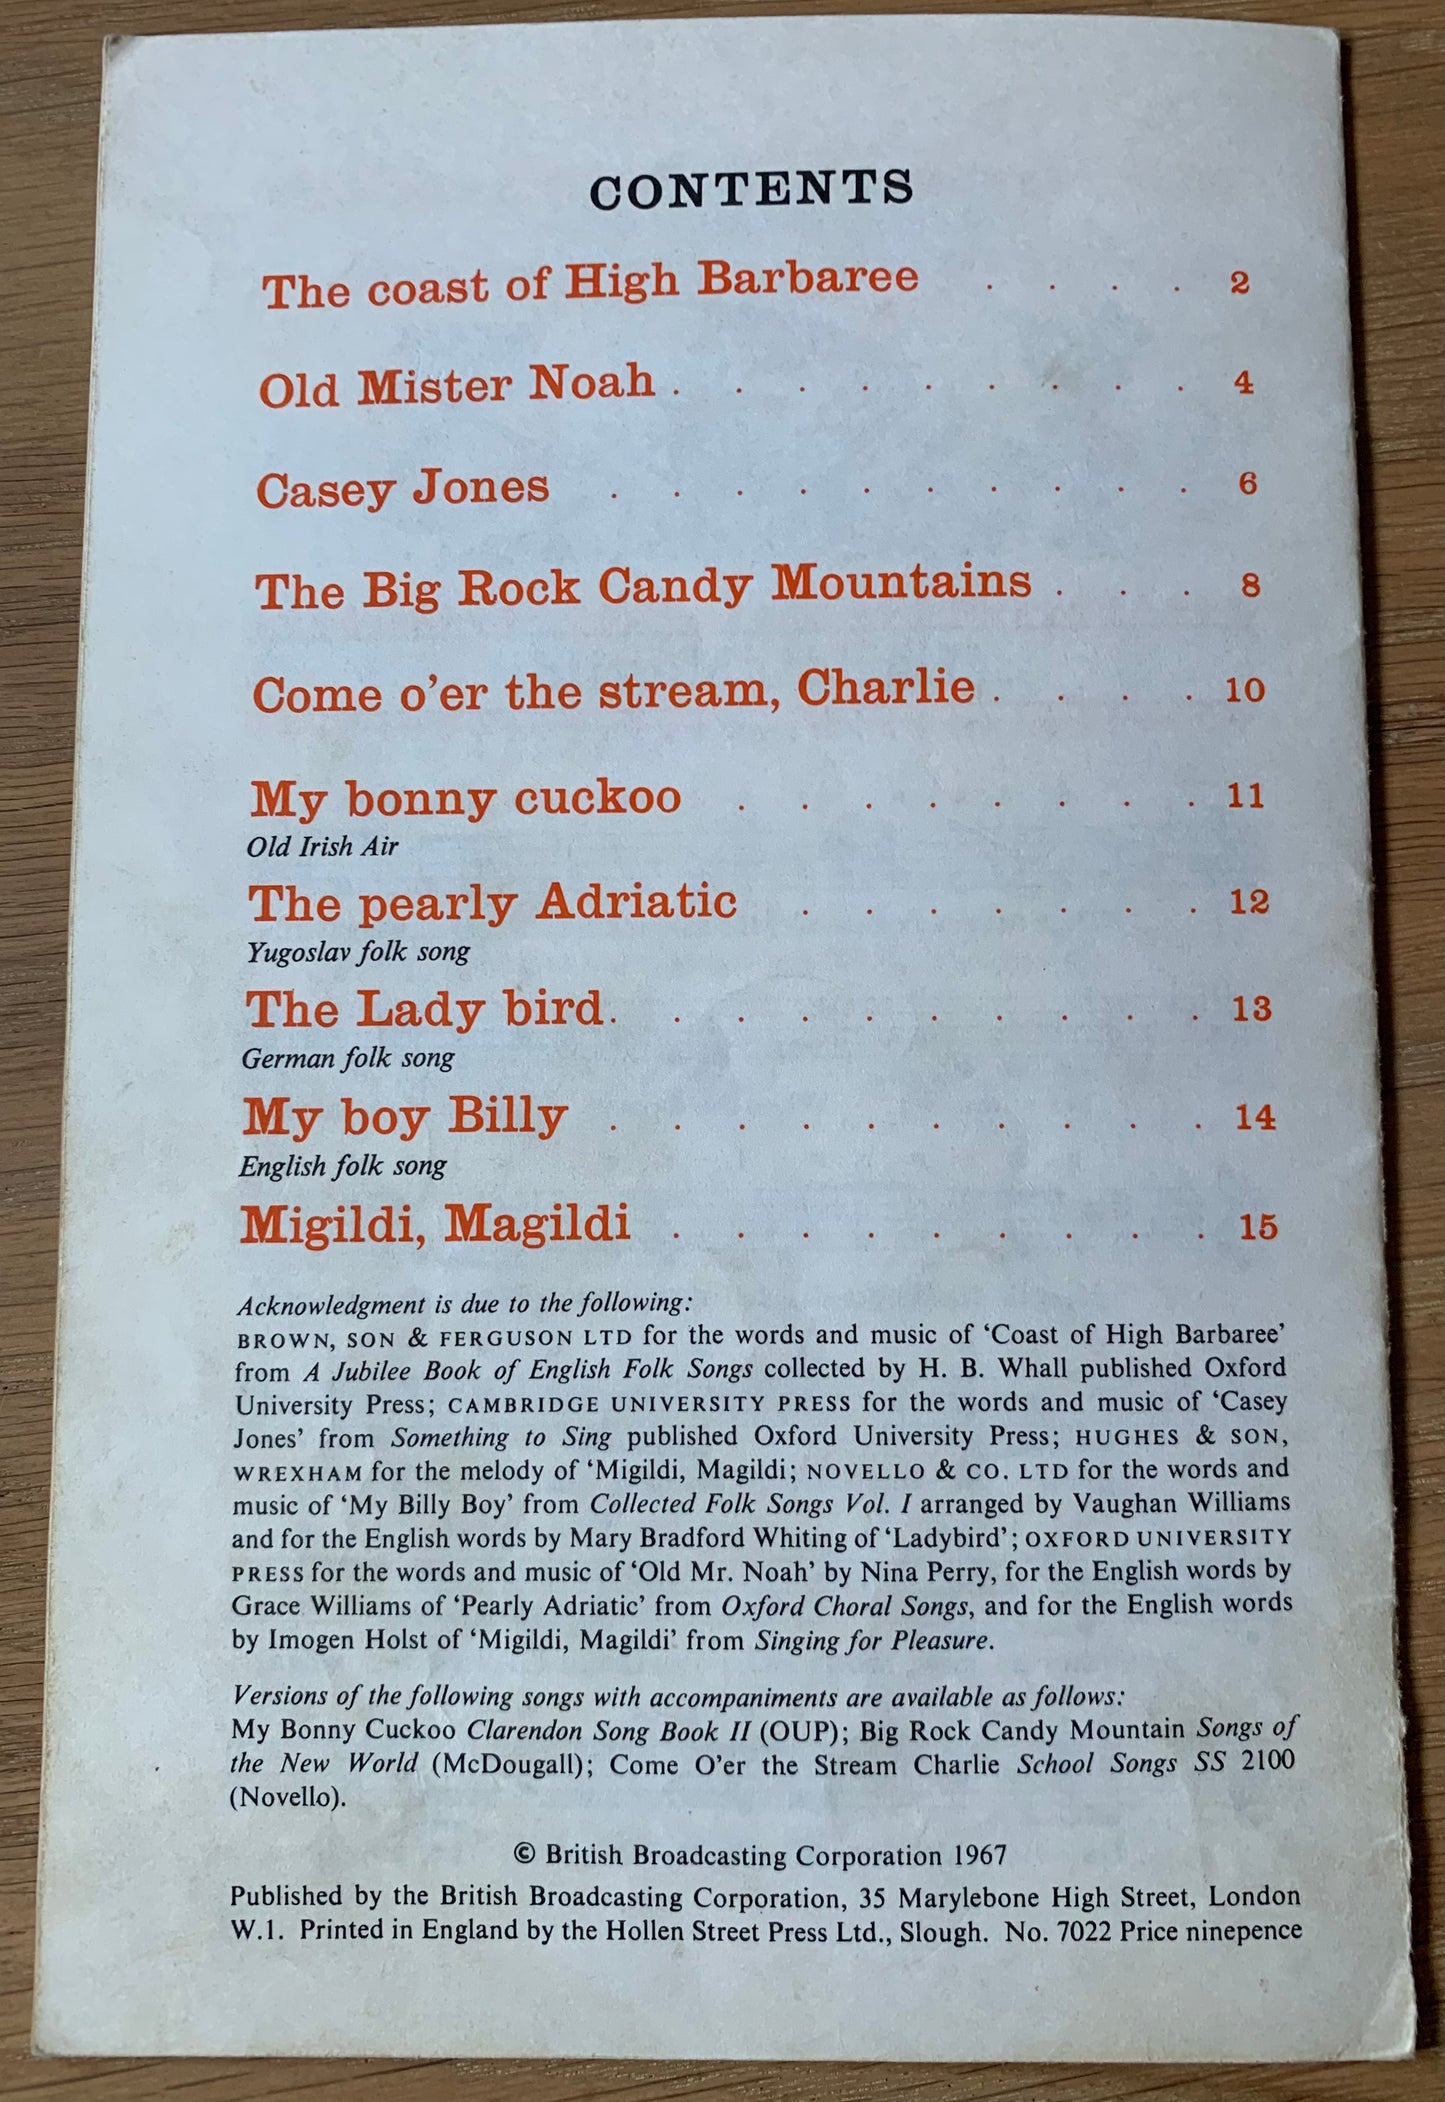 CONTENTS
The coast of High Barbaree . . . . 2
Old Mister Noah . . . . . . . . . 4
Casey Jones . . . . . . . . . . 6
The Big Rock Candy Mountains . . . 8
Come o’er the stream, Charlie . . . . 10
My bonny cuckoo . . . . . . . . 11
Old Irish Air
The pearly Adriatic . . . . . . . 12
Yugoslav folk song
The Lady bird . . . . . . . . . . 13
German folk song
My boy Billy . . . . . . . . . . 14
English folk song
Migildi, Magildi . . . . . . . . . 15
Acknowledgment is due to the following:
BROWN, SON & FERGUSON LTD for the words and music of ‘Coast of High Barbaree’
from A Jubilee Book of English Folk Songs collected by H. B. Whall published Oxford
University Press; CAMBRIDGE UNIVERSITY PRESS for the words and music of ‘Casey
Jones’ from Something to Sing published Oxford University Press; HUGHES & SON,
WREXHAM for the melody of ‘Migildi, Magildi; NOVELLO & CO. LTD for the words and
music of ‘My Billy Boy’ from Collected Folk Songs Vol. I arranged by Vaughan Williams
and for the English words by Mary Bradford Whiting of ‘Ladybird’; OXFORD UNIVERSITY
PRESS for the words and music of ‘Old Mr. Noah’ by Nina Perry, for the English words by
Grace Williams of ‘Pearly Adriatic’ from Oxford Choral Songs, and for the English words
by Imogen Holst of ‘Migildi, Magildi’ from Singing for Pleasure.
Versions of the following songs with accompaniments are available as follows:
My Bonny Cuckoo Clarendon Song Book II (OUP); Big Rock Candy Mountain Songs of
the New World (McDougall); Come O’er the Stream Charlie School Songs SS 2100
(Novello).
© British Broadcasting Corporation 1967
Published by the British Broadcasting Corporation, 35 Marylebone High Street, London
W.1. Printed in England by the Hollen Street Press Ltd., Slough. No. 7022 Price ninepence